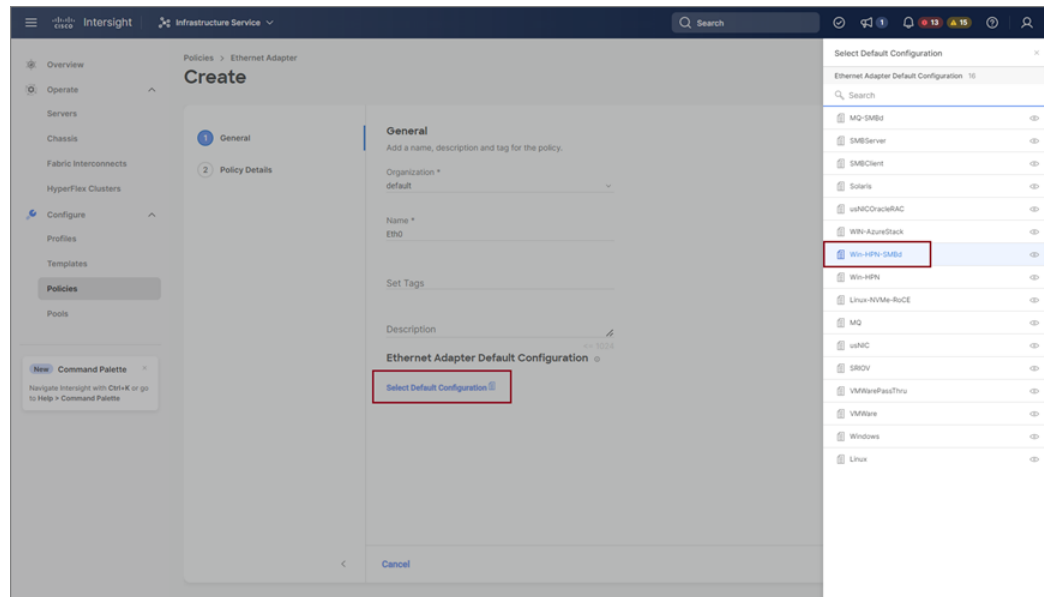 cisco Intersight Infrastructure Service Search 1 13 15
Overview
Operate
Servers
Chassis
Fabric Interconnects
HyperFlex Clusters
Configure
Profiles
Templates
Policies
Pools
New Command Palette
Navigate Intersight with Ctrl+K or go
to Help > Command Palette
Policies > Ethernet Adapter
Create
1 General
2 Policy Details
General
Add a name, description and tag for the policy.
Organization *
default
Name *
Eth0
Set Tags
Description
<= 1024
Ethernet Adapter Default Configuration
Select Default Configuration
Cancel
Select Default Configuration
Ethernet Adapter Default Configuration 16
Search
MQ-SMBd
SMBServer
SMBClient
Solaris
usNICOracleRAC
WIN-AzureStack
Win-HPN-SMBd
Win-HPN
Linux-NVMe-RoCE
MQ
usNIC
SRIOV
VMWarePassThru
VMWare
Windows
Linux